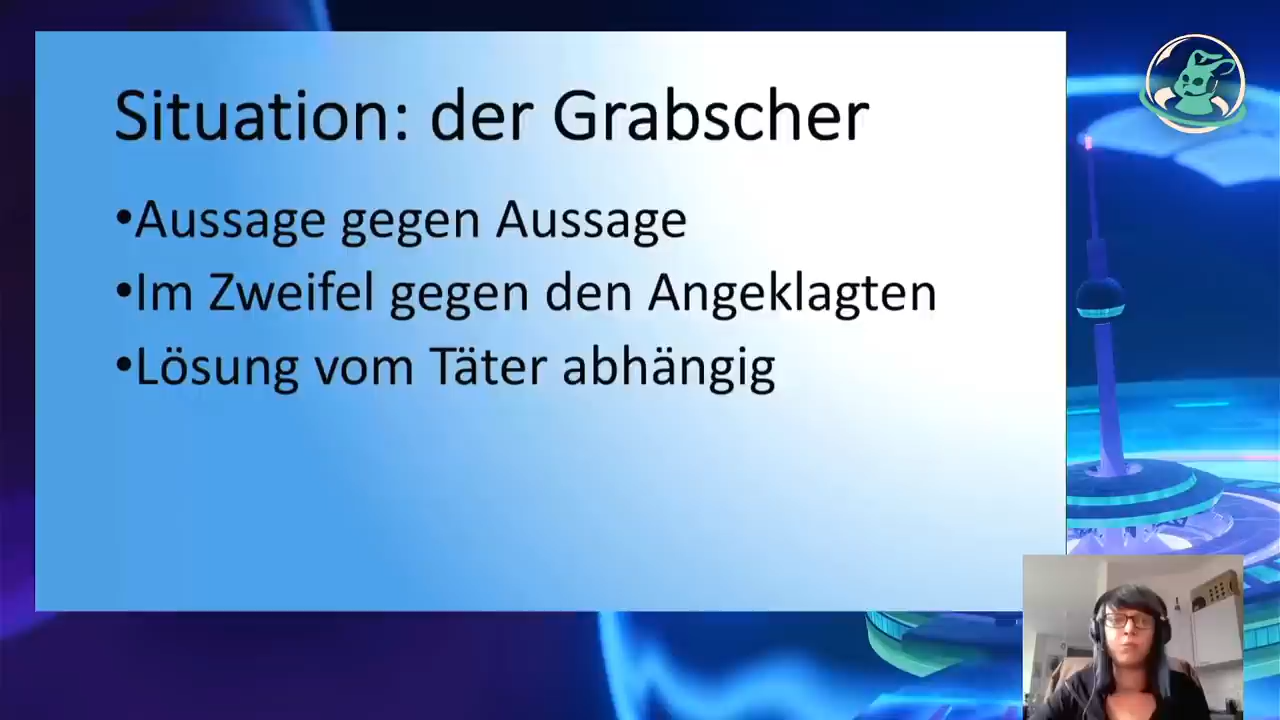 Situation: der Grabscher
•Aussage gegen Aussage
•Im Zweifel gegen den Angeklagten
•Lösung vom Täter abhängig